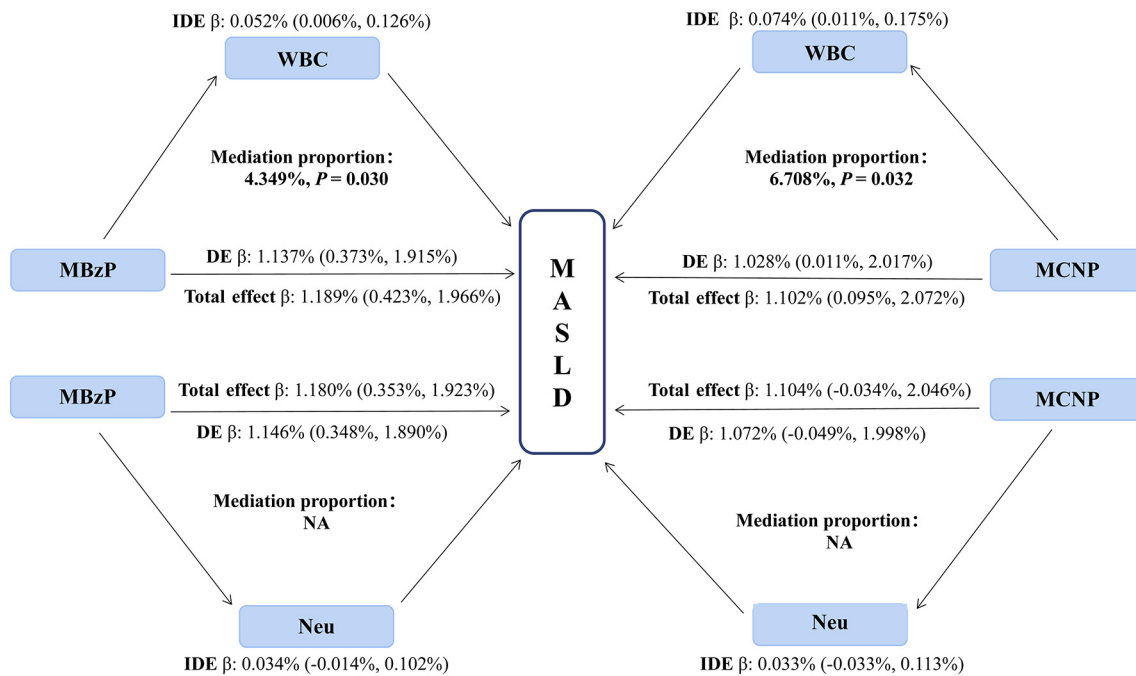 IDE β: 0.052% (0.006%, 0.126%)
WBC
IDE β: 0.074% (0.011%, 0.175%)
WBC
Mediation proportion:
4.349%, P = 0.030
Mediation proportion:
6.708%, P = 0.032
MBzP
DE β: 1.137% (0.373%, 1.915%)
Total effect β: 1.189% (0.423%, 1.966%)
M
A
S
L
D
DE β: 1.028% (0.011%, 2.017%)
Total effect β: 1.102% (0.095%, 2.072%)
MCNP
MBzP
Total effect β: 1.180% (0.353%, 1.923%)
DE β: 1.146% (0.348%, 1.890%)
Total effect β: 1.104% (-0.034%, 2.046%)
DE β: 1.072% (-0.049%, 1.998%)
MCNP
Mediation proportion:
NA
Mediation proportion:
NA
Neu
IDE β: 0.034% (-0.014%, 0.102%)
Neu
IDE β: 0.033% (-0.033%, 0.113%)